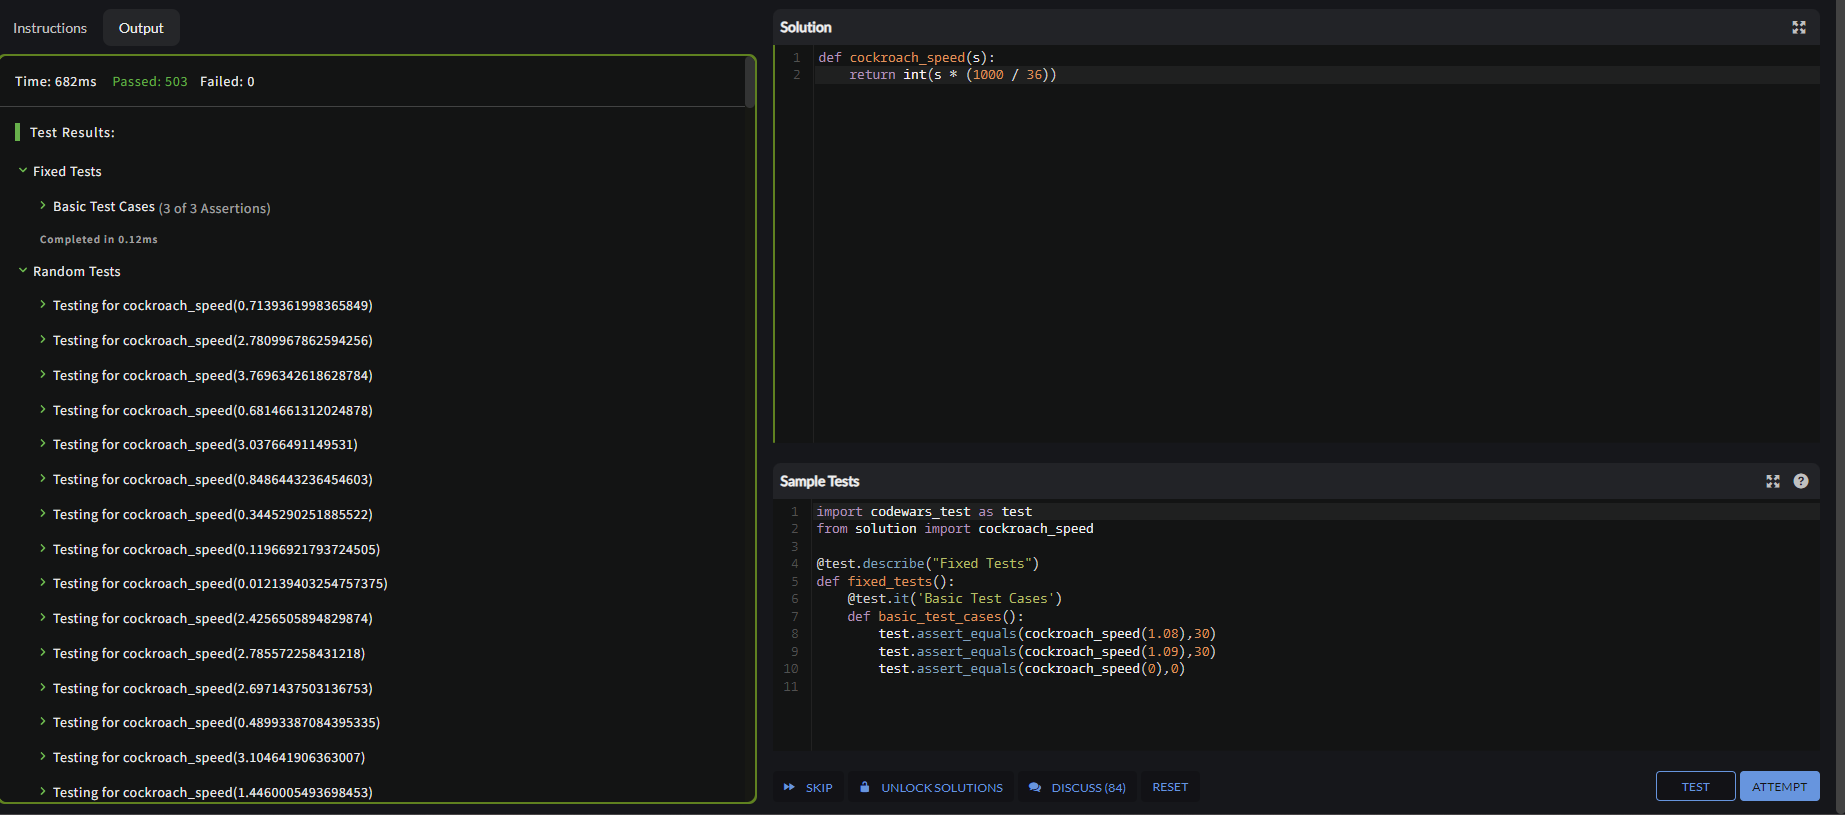 Instructions
Output
Time: 682ms Passed: 503 Failed: 0
Test Results:
Fixed Tests
Basic Test Cases (3 of 3 Assertions)
Completed in 0.12ms
Random Tests
Testing for cockroach_speed(0.7139361998365849)
Testing for cockroach_speed(2.7809967862594256)
Testing for cockroach_speed(3.7696342618628784)
Testing for cockroach_speed(0.6814661312024878)
Testing for cockroach_speed(3.03766491149531)
Testing for cockroach_speed(0.8486443236454603)
Testing for cockroach_speed(0.3445290251885522)
Testing for cockroach_speed(0.11966921793724505)
Testing for cockroach_speed(0.012139403254757375)
Testing for cockroach_speed(2.4256505894829874)
Testing for cockroach_speed(2.785572258431218)
Testing for cockroach_speed(2.6971437503136753)
Testing for cockroach_speed(0.48993387084395335)
Testing for cockroach_speed(3.104641906363007)
Testing for cockroach_speed(1.4460005493698453)
Solution
1 def cockroach_speed(s):
2 return int(s * (1000 / 36))
Sample Tests
?
1 import codewars_test as test
2 from solution import cockroach_speed
3
4 @test.describe("Fixed Tests")
5 def fixed_tests():
6 @test.it('Basic Test Cases')
7 def basic_test_cases():
8 test.assert_equals(cockroach_speed(1.08),30)
9 test.assert_equals(cockroach_speed(1.09),30)
10 test.assert_equals(cockroach_speed(0),0)
11
SKIP
UNLOCK SOLUTIONS
DISCUSS (84)
RESET
TEST
ATTEMPT